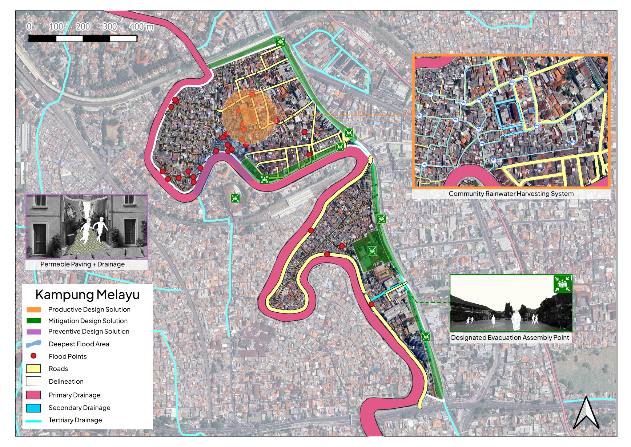 0 100 200 300 400 m
Community Rainwater Harvesting System
Permeble Paving + Drainage
Designated Evacuation Assembly Point
Kampung Melayu
Productive Design Solution
Mitigation Design Solution
Preventive Design Solution
Deepest Flood Area
Flood Points
Roads
Delineation
Primary Drainage
Secondary Drainage
Tertiary Drainage